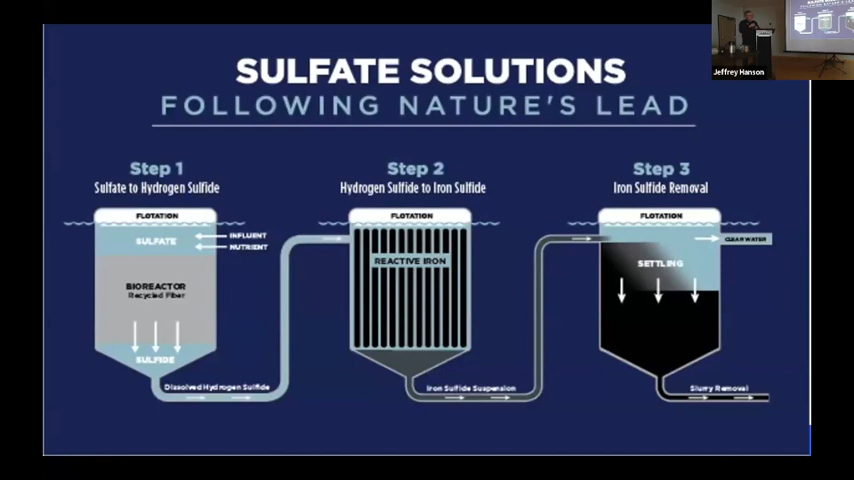 SULFATE SOLUTIONS
FOLLOWING NATURE'S LEAD
Jeffrey Hanson
Step 1
Sulfate to Hydrogen Sulfide
FLOTATION
SULFATE
INFLUENT
NUTRIENT
BIOREACTOR
Recycled Fiber
SULFIDE
Dissolved Hydrogen Sulfide
Step 2
Hydrogen Sulfide to Iron Sulfide
FLOTATION
REACTIVE IRON
Iron Sulfide Suspension
Step 3
Iron Sulfide Removal
FLOTATION
CLEAR WATER
SETTLING
Slurry Removal